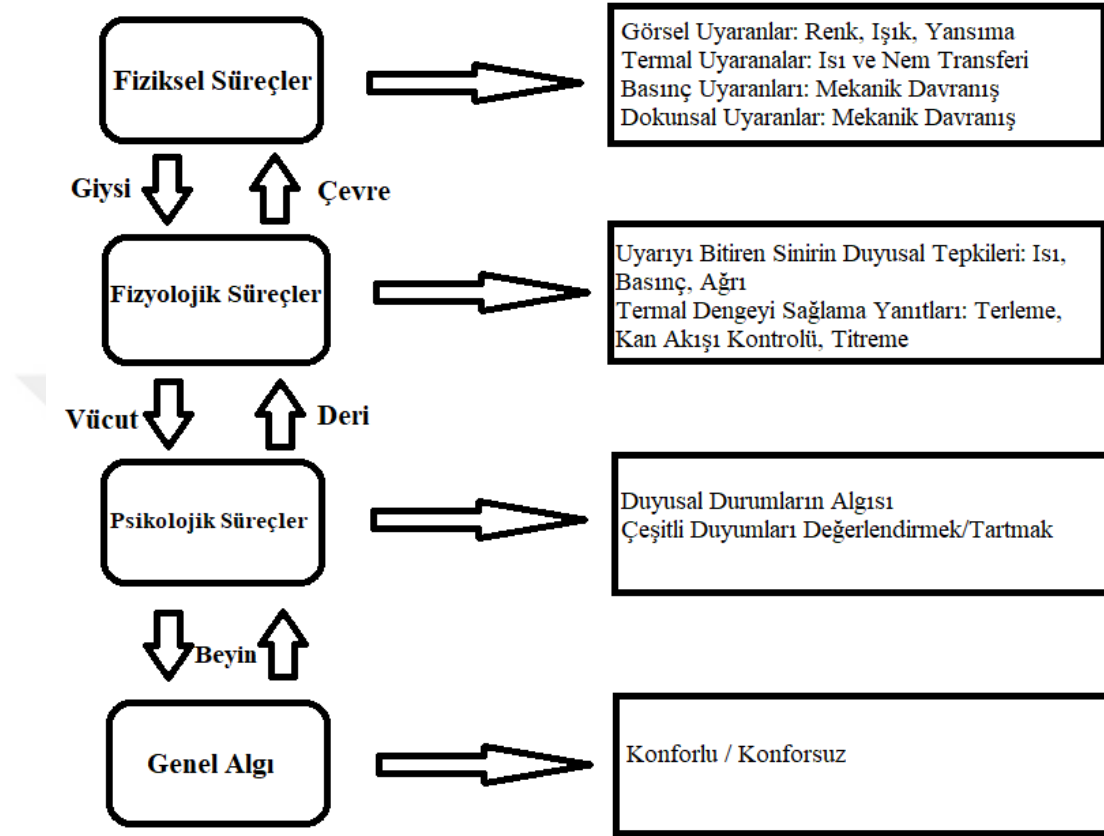 Fiziksel Süreçler
Görsel Uyaranlar: Renk, Işık, Yansıma
Termal Uyaranalar: Isı ve Nem Transferi
Basınç Uyaranları: Mekanik Davranış
Dokunsal Uyaranlar: Mekanik Davranış
Giysi
Çevre
Fizyolojik Süreçler
Uyarıyı Bitiren Sinirin Duyusal Tepkileri: Isı,
Basınç, Ağrı
Termal Dengeyi Sağlama Yanıtları: Terleme,
Kan Akışı Kontrolü, Titreme
Vücut
Deri
Psikolojik Süreçler
Duyusal Durumların Algısı
Çeşitli Duyumları Değerlendirmek/Tartmak
Beyin
Genel Algı
Konforlu / Konforsuz